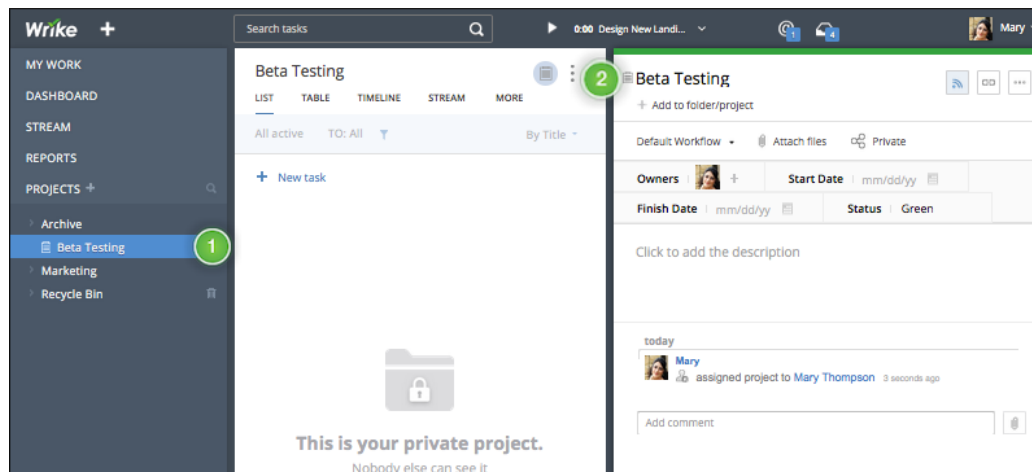 Wrike +
Search tasks
0:00 Design New Landi...
1
4
Mary
MY WORK
DASHBOARD
STREAM
REPORTS
PROJECTS +
Archive
Beta Testing
1
Marketing
Recycle Bin
Beta Testing
LIST TABLE TIMELINE STREAM MORE
All active TO: All By Title
+ New task
This is your private project.
Nobody else can see it
2
Beta Testing
+ Add to folder/project
Default Workflow Attach files Private
Owners + Start Date mm/dd/yy
Finish Date mm/dd/yy Status Green
Click to add the description
today
Mary
assigned project to Mary Thompson 3 seconds ago
Add comment